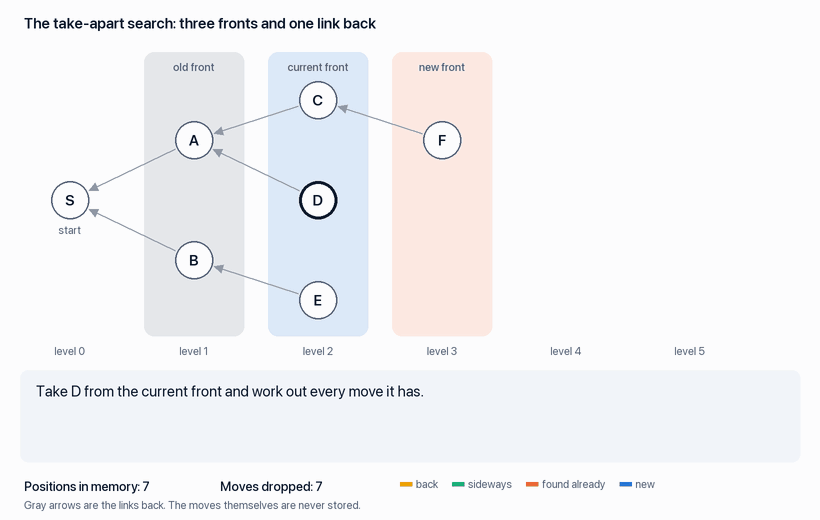 The take-apart search: three fronts and one link back
old front
current front
new front
C
A
F
S
D
start
B
E
level 0
level 1
level 2
level 3
level 4
level 5
Take D from the current front and work out every move it has.
Positions in memory: 7
Moves dropped: 7
back
sideways
found already
new
Gray arrows are the links back. The moves themselves are never stored.